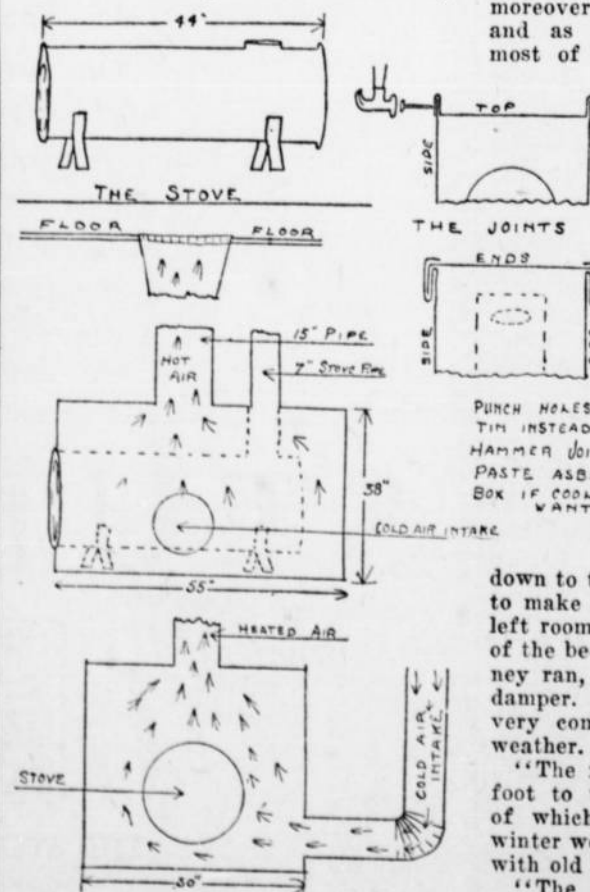 44"
THE STOVE
FLOOR FLOOR
15" PIPE
HOT AIR
7" STOVE PIPE
38"
COLD AIR INTAKE
55"
HEATED AIR
STOVE
COLD AIR INTAKE
30"
moreover
and as
most of
TOP
SIDE
THE JOINTS
ENDS
SIDE
PUNCH HOLES
TIN INSTEAD
HAMMER JOI
PASTE ASB
BOX IF COOL
WANT
down to t
to make
left room
of the be
ney ran,
damper.
very con
weather.
"The
foot to
of which
winter we
with old
"The